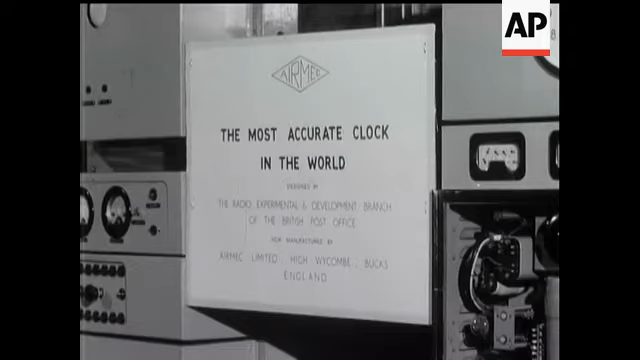 AP
AIRMEC
THE MOST ACCURATE CLOCK
IN THE WORLD
DESIGNED BY
THE RADIO EXPERIMENTAL & DEVELOPMENT BRANCH
OF THE BRITISH POST OFFICE
NOW MANUFACTURED BY
AIRMEC LIMITED : HIGH WYCOMBE : BUCKS
ENGLAND